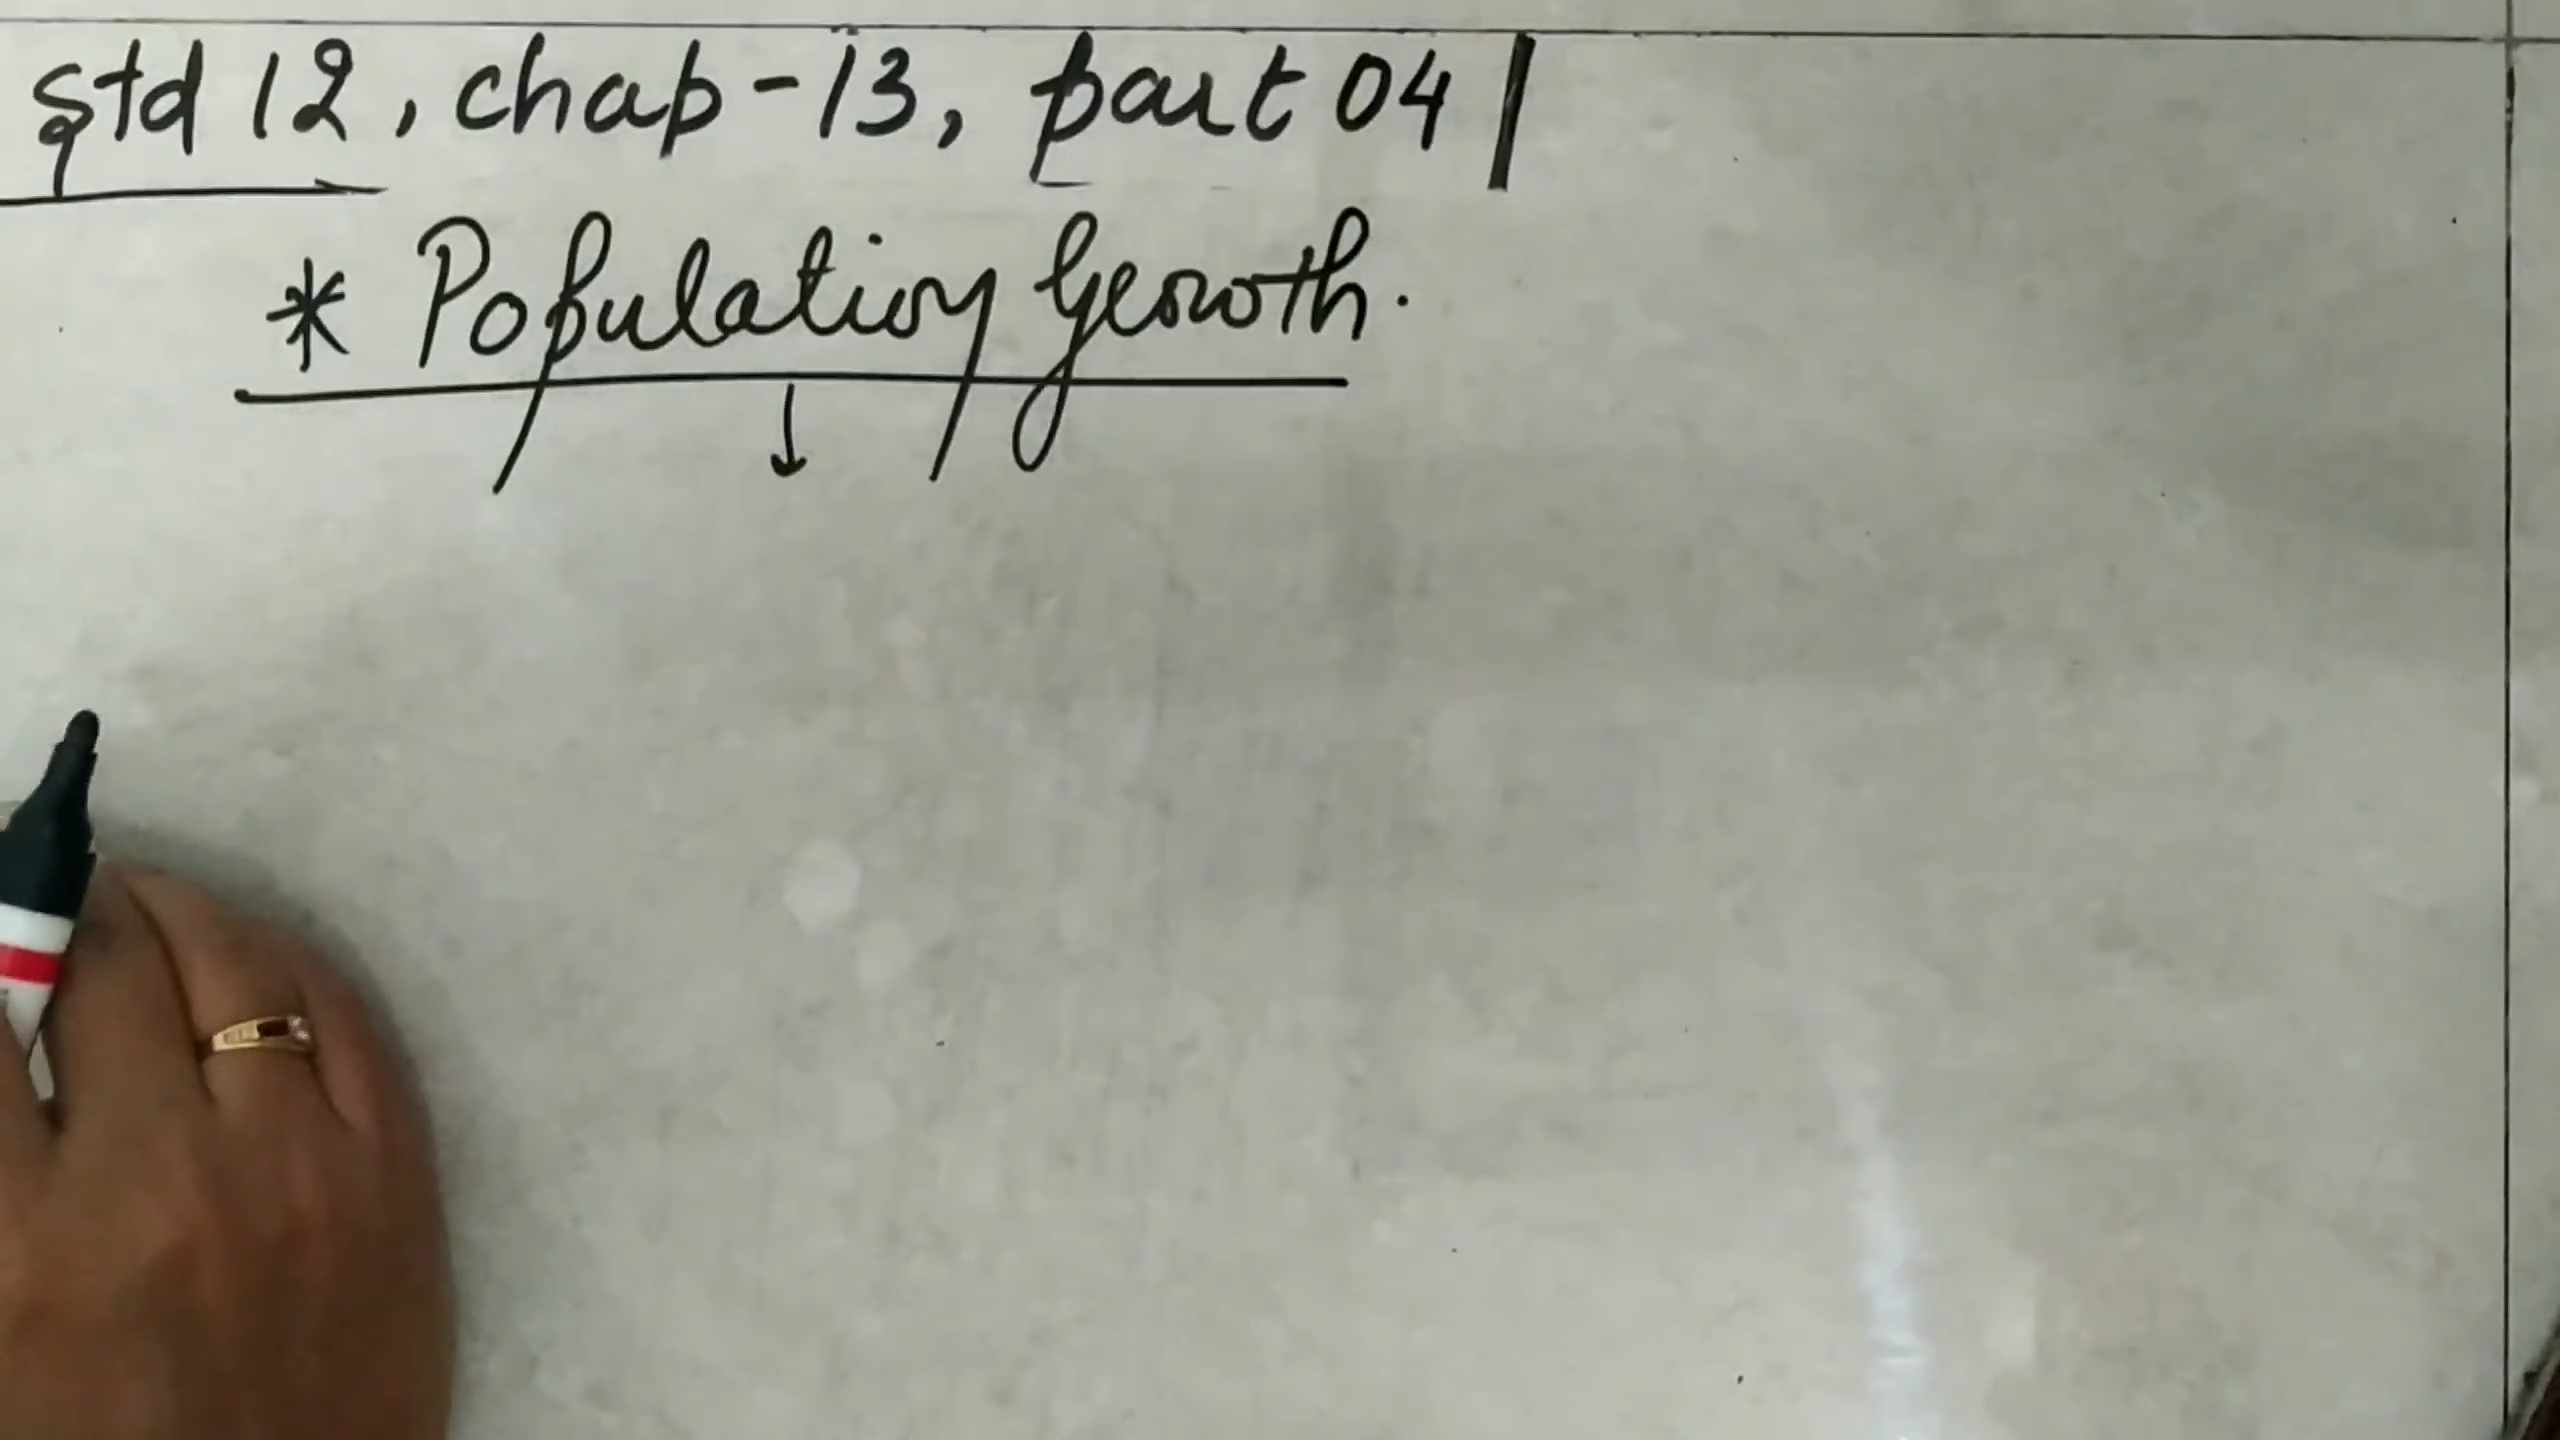 std 12, chap-13, part 04 |
* Population Growth.
↓